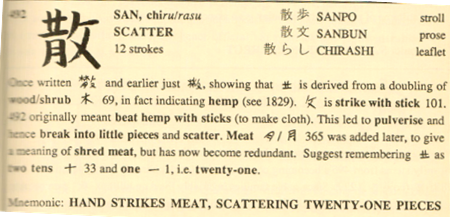 492 散 SAN, chiru/rasu 散歩 SANPO stroll
SCATTER 散文 SANBUN prose
12 strokes 散らし CHIRASHI leaflet
Once written and earlier just , showing that 龷 is derived from a doubling of
wood/shrub 木 69, in fact indicating hemp (see 1829). 攵 is strike with stick 101.
492 originally meant beat hemp with sticks (to make cloth). This led to pulverise and
hence break into little pieces and scatter. Meat /月 365 was added later, to give
a meaning of shred meat, but has now become redundant. Suggest remembering 龷 as
two tens 十 33 and one 一 1, i.e. twenty-one.
Mnemonic: HAND STRIKES MEAT, SCATTERING TWENTY-ONE PIECES